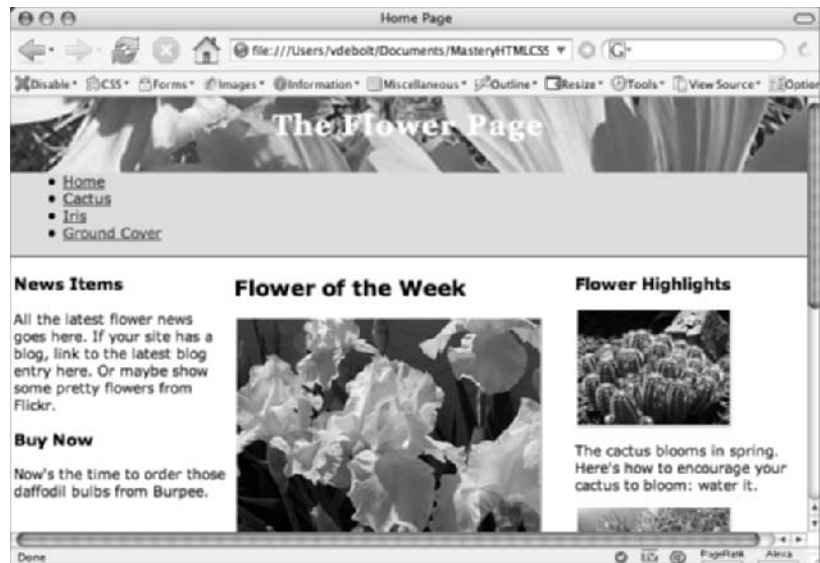 Home Page
file:///Users/vdebolt/Documents/MasteryHTMLCSS
G
Disable CSS Forms Images Information Miscellaneous Outline Resize Tools View Source Option
The Flower Page
Home
Cactus
Iris
Ground Cover
News Items
All the latest flower news
goes here. If your site has a
blog, link to the latest blog
entry here. Or maybe show
some pretty flowers from
Flickr.
Buy Now
Now's the time to order those
daffodil bulbs from Burpee.
Flower of the Week
Flower Highlights
The cactus blooms in spring.
Here's how to encourage your
cactus to bloom: water it.
Done
PageRank Alexa